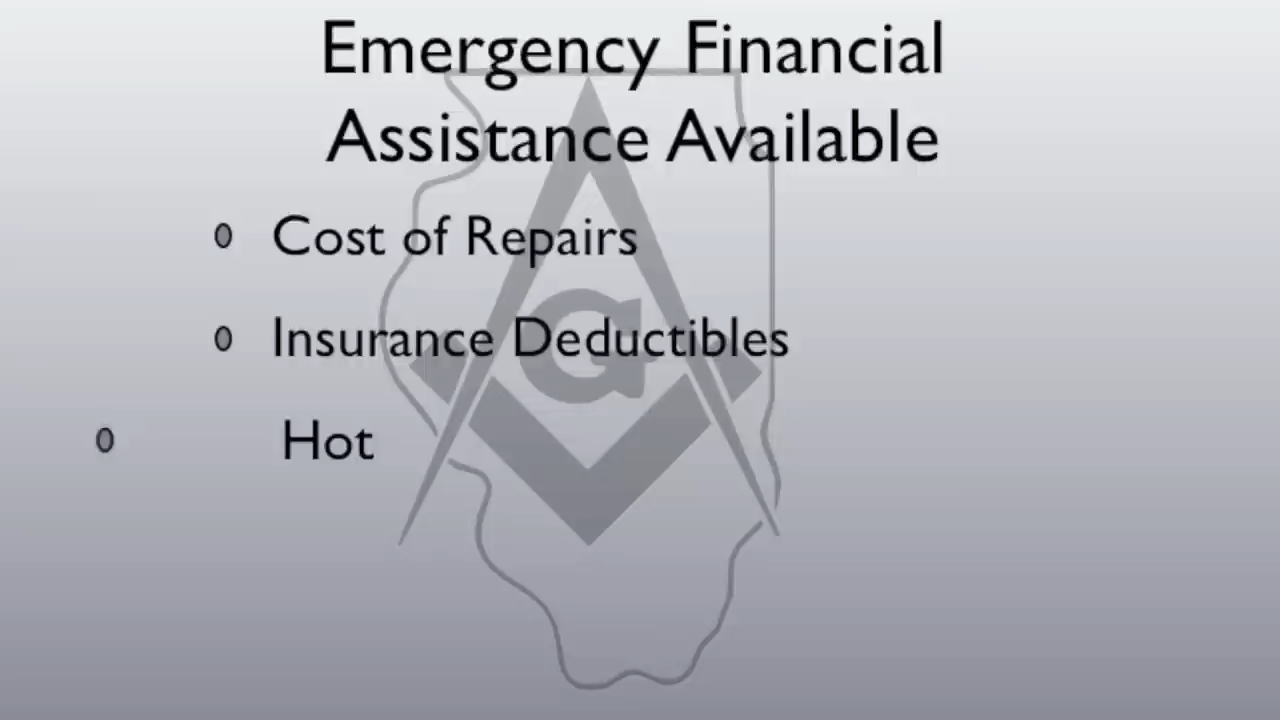 Emergency Financial
Assistance Available
Cost of Repairs
Insurance Deductibles
Hot
G